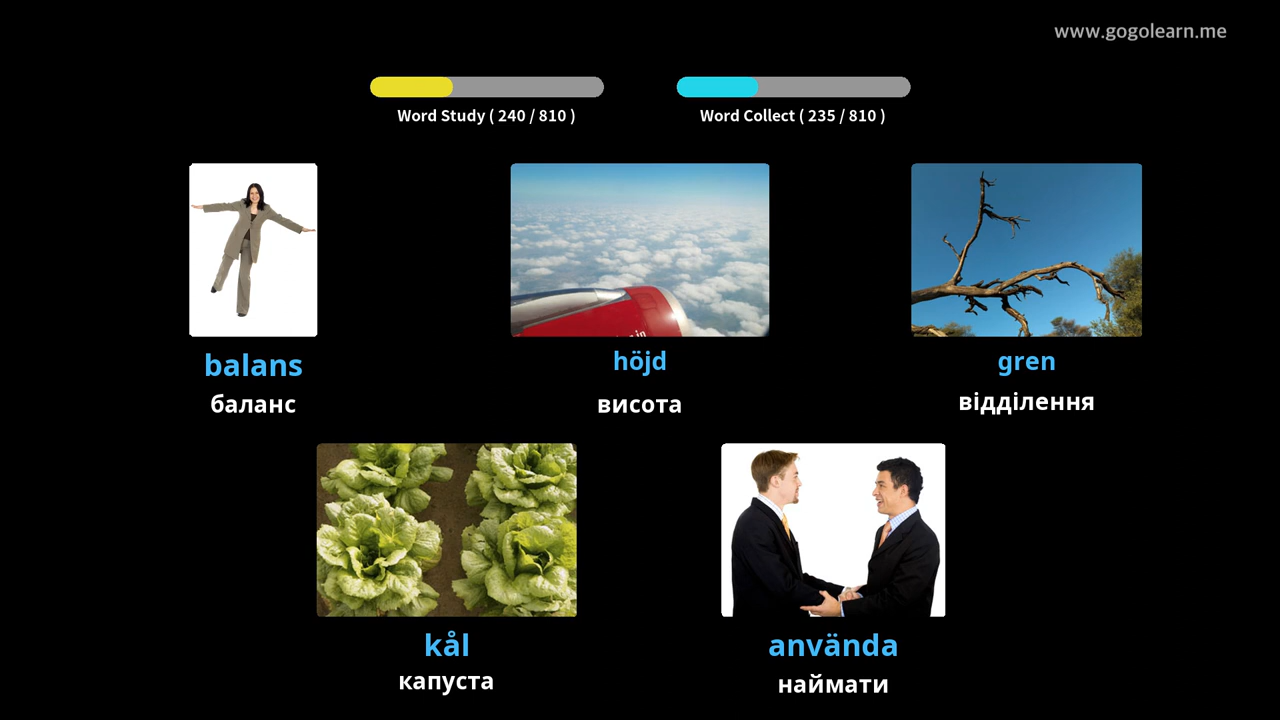 www.gogolearn.me
Word Study ( 240 / 810 )
Word Collect ( 235 / 810 )
balans
баланс
höjd
висота
gren
відділення
kål
капуста
använda
наймати